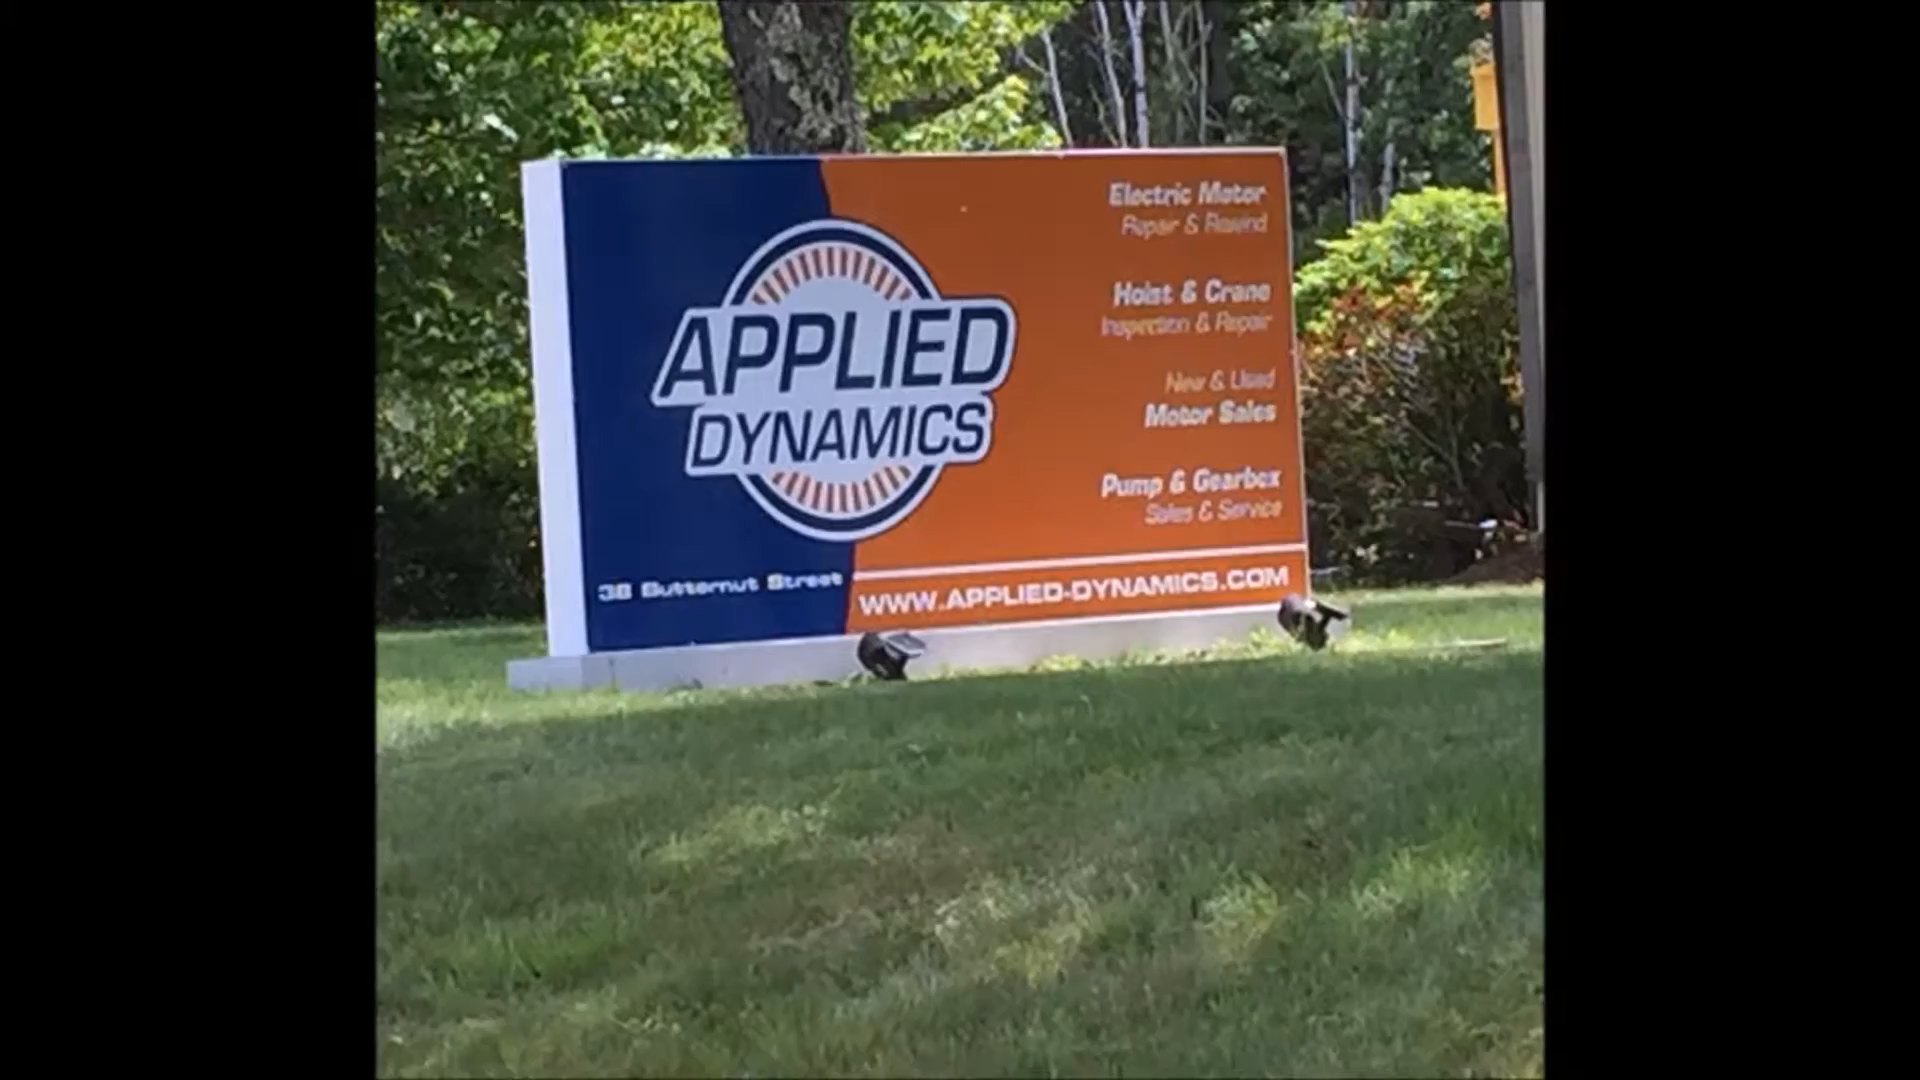 APPLIED
DYNAMICS
Electric Motor
Repair & Rewind
Hoist & Crane
Inspection & Repair
New & Used
Motor Sales
Pump & Gearbox
Sales & Service
38 Butternut Street
WWW.APPLIED-DYNAMICS.COM